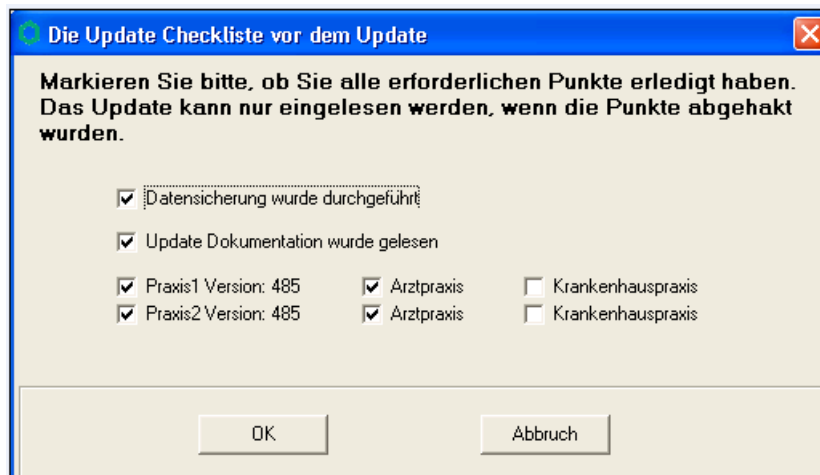 Die Update Checkliste vor dem Update
Markieren Sie bitte, ob Sie alle erforderlichen Punkte erledigt haben.
Das Update kann nur eingelesen werden, wenn die Punkte abgehakt
wurden.
Datensicherung wurde durchgeführt
Update Dokumentation wurde gelesen
Praxis1 Version: 485 Arztpraxis Krankenhauspraxis
Praxis2 Version: 485 Arztpraxis Krankenhauspraxis
OK Abbruch